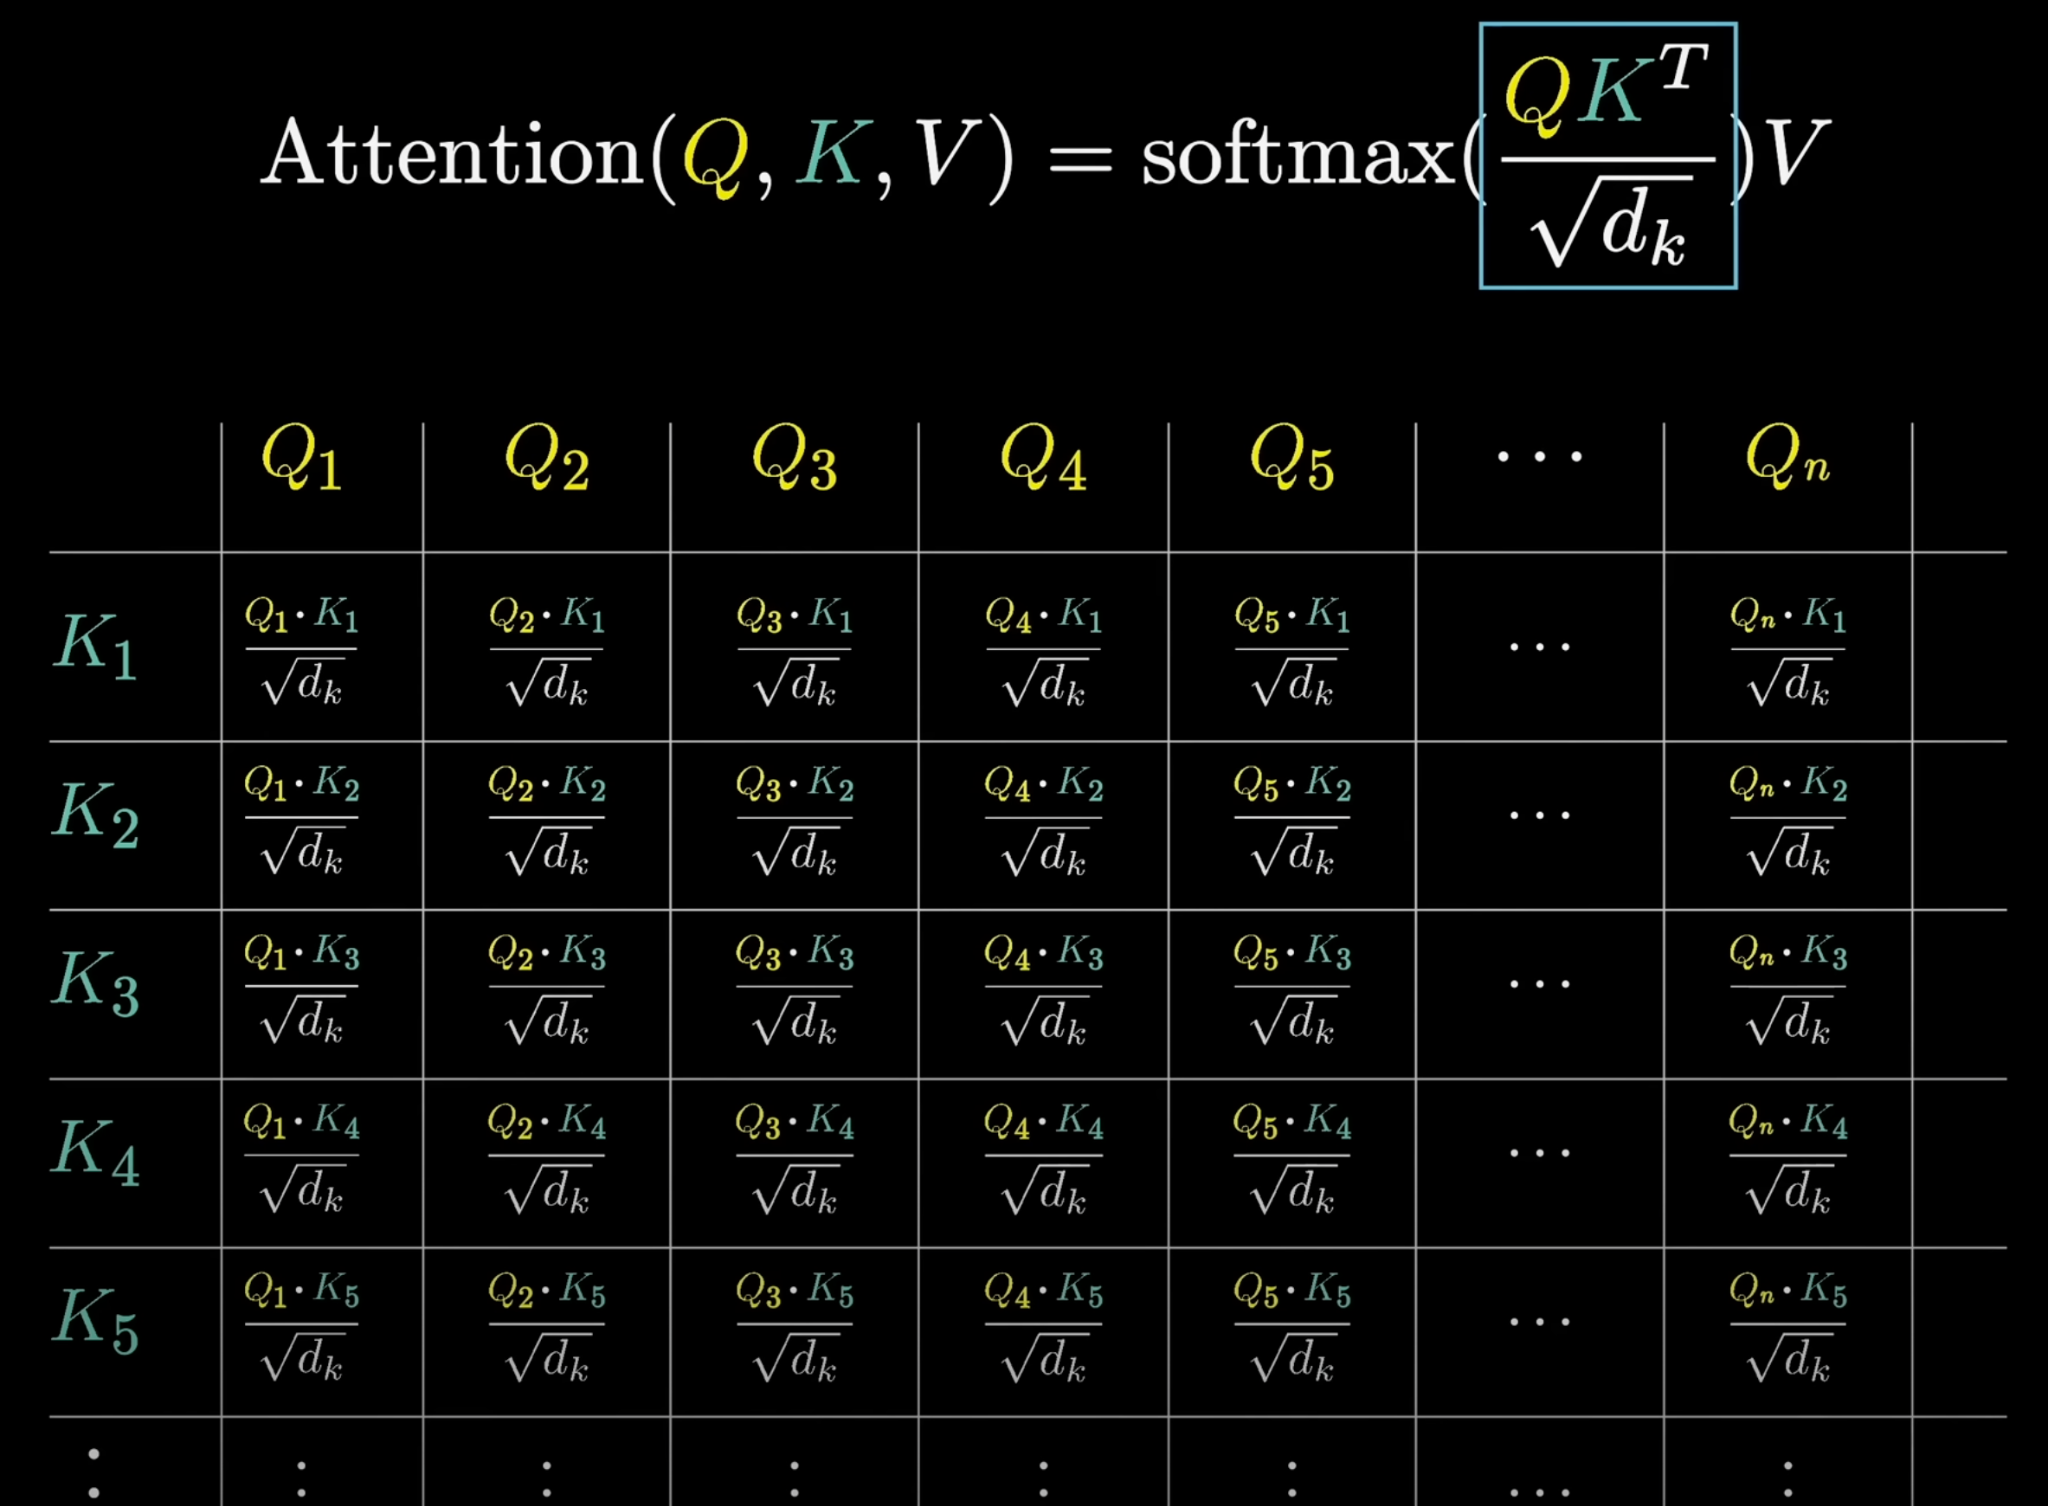 Attention(Q, K, V) = softmax(QK^T / √d_k)V
Q₁ Q₂ Q₃ Q₄ Q₅ ⋯ Qₙ
K₁ Q₁·K₁/√d_k Q₂·K₁/√d_k Q₃·K₁/√d_k Q₄·K₁/√d_k Q₅·K₁/√d_k ⋯ Qₙ·K₁/√d_k
K₂ Q₁·K₂/√d_k Q₂·K₂/√d_k Q₃·K₂/√d_k Q₄·K₂/√d_k Q₅·K₂/√d_k ⋯ Qₙ·K₂/√d_k
K₃ Q₁·K₃/√d_k Q₂·K₃/√d_k Q₃·K₃/√d_k Q₄·K₃/√d_k Q₅·K₃/√d_k ⋯ Qₙ·K₃/√d_k
K₄ Q₁·K₄/√d_k Q₂·K₄/√d_k Q₃·K₄/√d_k Q₄·K₄/√d_k Q₅·K₄/√d_k ⋯ Qₙ·K₄/√d_k
K₅ Q₁·K₅/√d_k Q₂·K₅/√d_k Q₃·K₅/√d_k Q₄·K₅/√d_k Q₅·K₅/√d_k ⋯ Qₙ·K₅/√d_k
⋮ ⋮ ⋮ ⋮ ⋮ ⋮ ⋯ ⋮